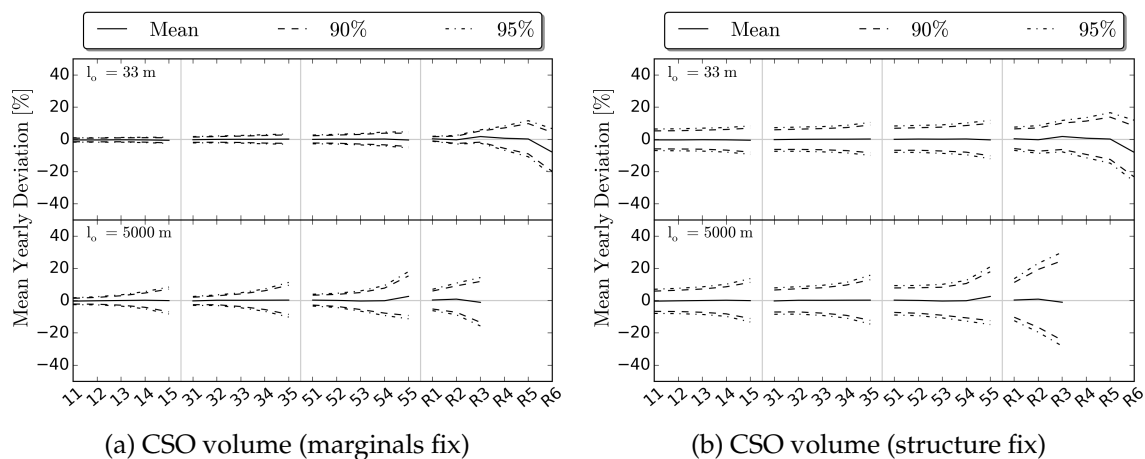 Mean 90% 95%
Mean 90% 95%
Mean Yearly Deviation [%]
l_o = 33 m
40
20
0
−20
−40
l_o = 5000 m
40
20
0
−20
−40
11 12 13 14 15 31 32 33 34 35 51 52 53 54 55 R1 R2 R3 R4 R5 R6
Mean Yearly Deviation [%]
l_o = 33 m
40
20
0
−20
−40
l_o = 5000 m
40
20
0
−20
−40
11 12 13 14 15 31 32 33 34 35 51 52 53 54 55 R1 R2 R3 R4 R5 R6
(a) CSO volume (marginals fix)
(b) CSO volume (structure fix)